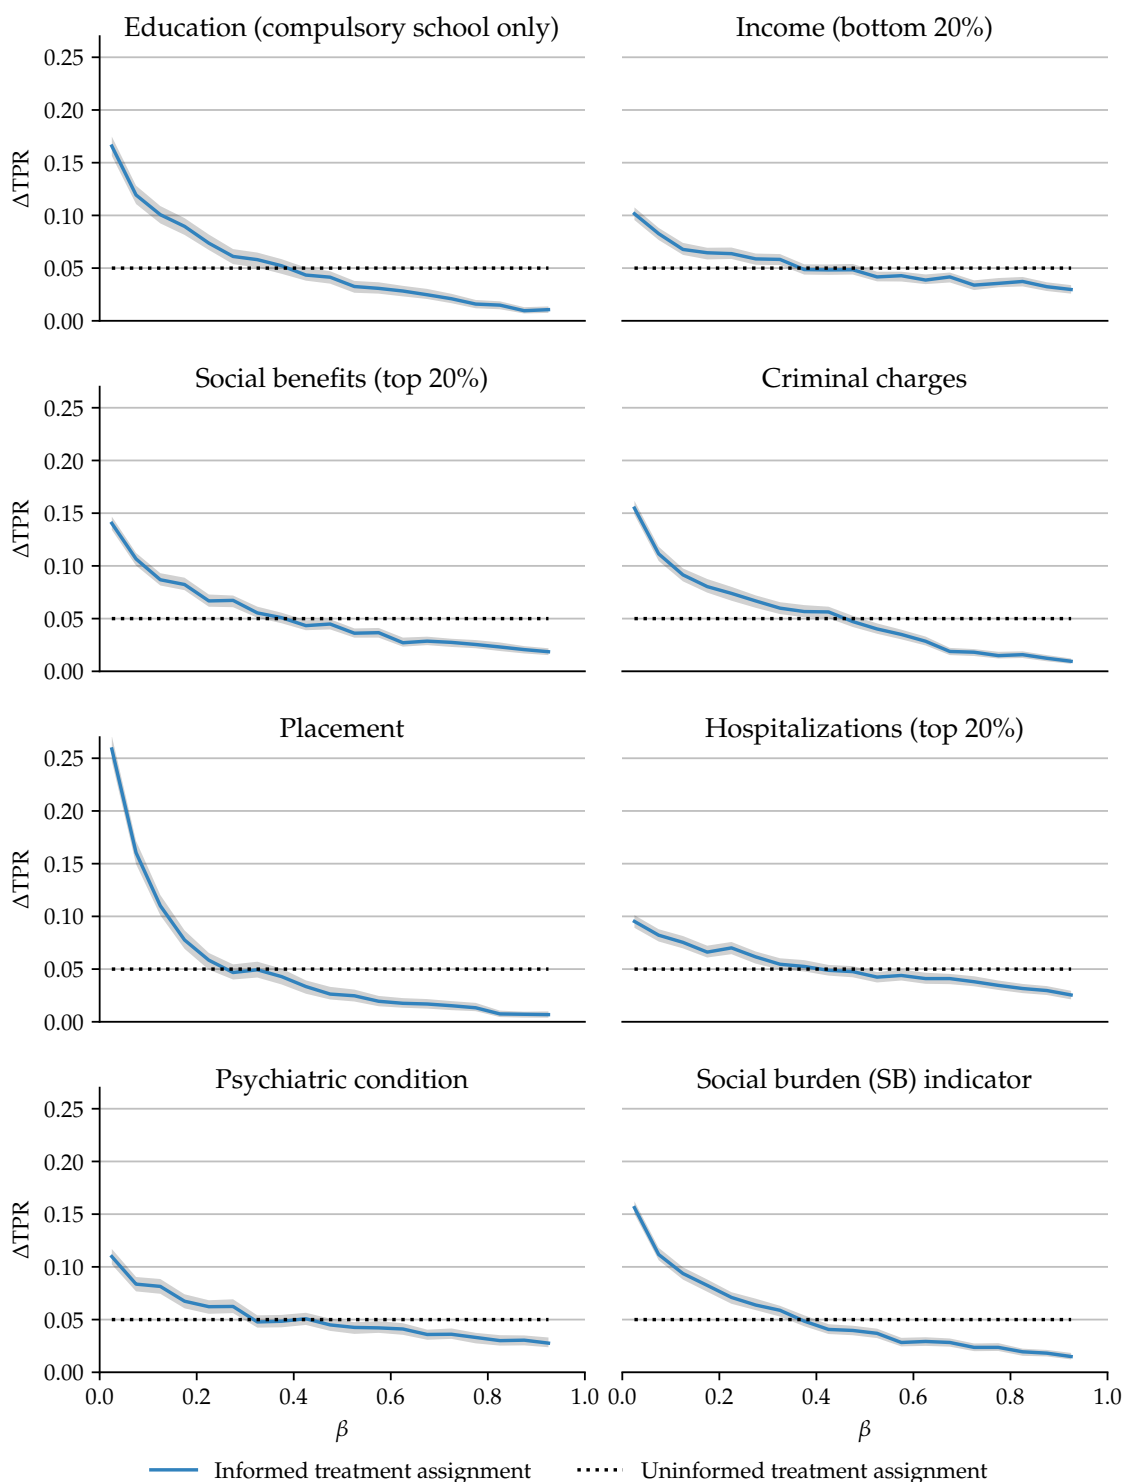 Education (compulsory school only)
Income (bottom 20%)
0.25
0.20
0.15
0.10
0.05
0.00
ΔTPR
Social benefits (top 20%)
Criminal charges
0.25
0.20
0.15
0.10
0.05
0.00
ΔTPR
Placement
Hospitalizations (top 20%)
0.25
0.20
0.15
0.10
0.05
0.00
ΔTPR
Psychiatric condition
Social burden (SB) indicator
0.25
0.20
0.15
0.10
0.05
0.00
ΔTPR
0.0 0.2 0.4 0.6 0.8 1.0
0.0 0.2 0.4 0.6 0.8 1.0
β
β
Informed treatment assignment
Uninformed treatment assignment